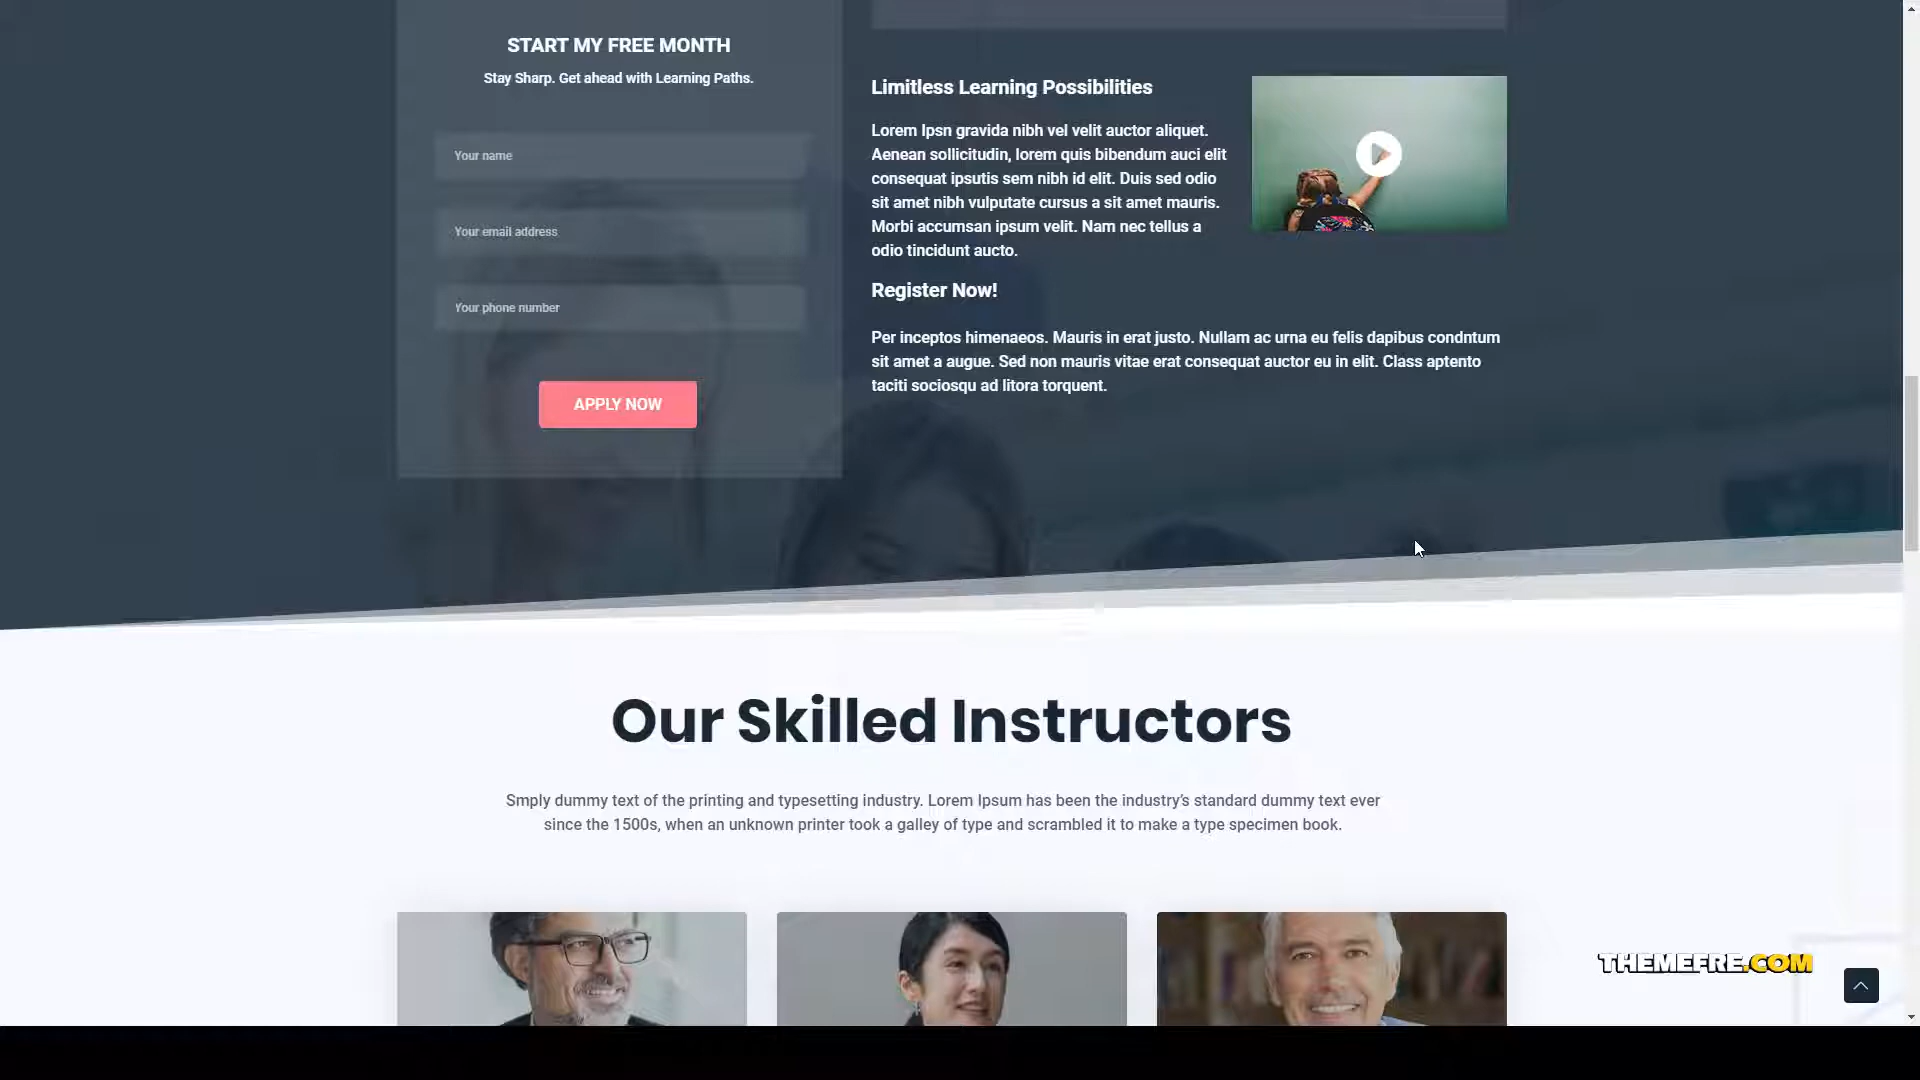 START MY FREE MONTH
Stay Sharp. Get ahead with Learning Paths.
Your name
Your email address
Your phone number
APPLY NOW
Limitless Learning Possibilities
Lorem Ipsn gravida nibh vel velit auctor aliquet.
Aenean sollicitudin, lorem quis bibendum auci elit
consequat ipsutis sem nibh id elit. Duis sed odio
sit amet nibh vulputate cursus a sit amet mauris.
Morbi accumsan ipsum velit. Nam nec tellus a
odio tincidunt aucto.
Register Now!
Per inceptos himenaeos. Mauris in erat justo. Nullam ac urna eu felis dapibus condntum
sit amet a augue. Sed non mauris vitae erat consequat auctor eu in elit. Class aptento
taciti sociosqu ad litora torquent.
Our Skilled Instructors
Smply dummy text of the printing and typesetting industry. Lorem Ipsum has been the industry's standard dummy text ever
since the 1500s, when an unknown printer took a galley of type and scrambled it to make a type specimen book.
THEMEFRE.COM